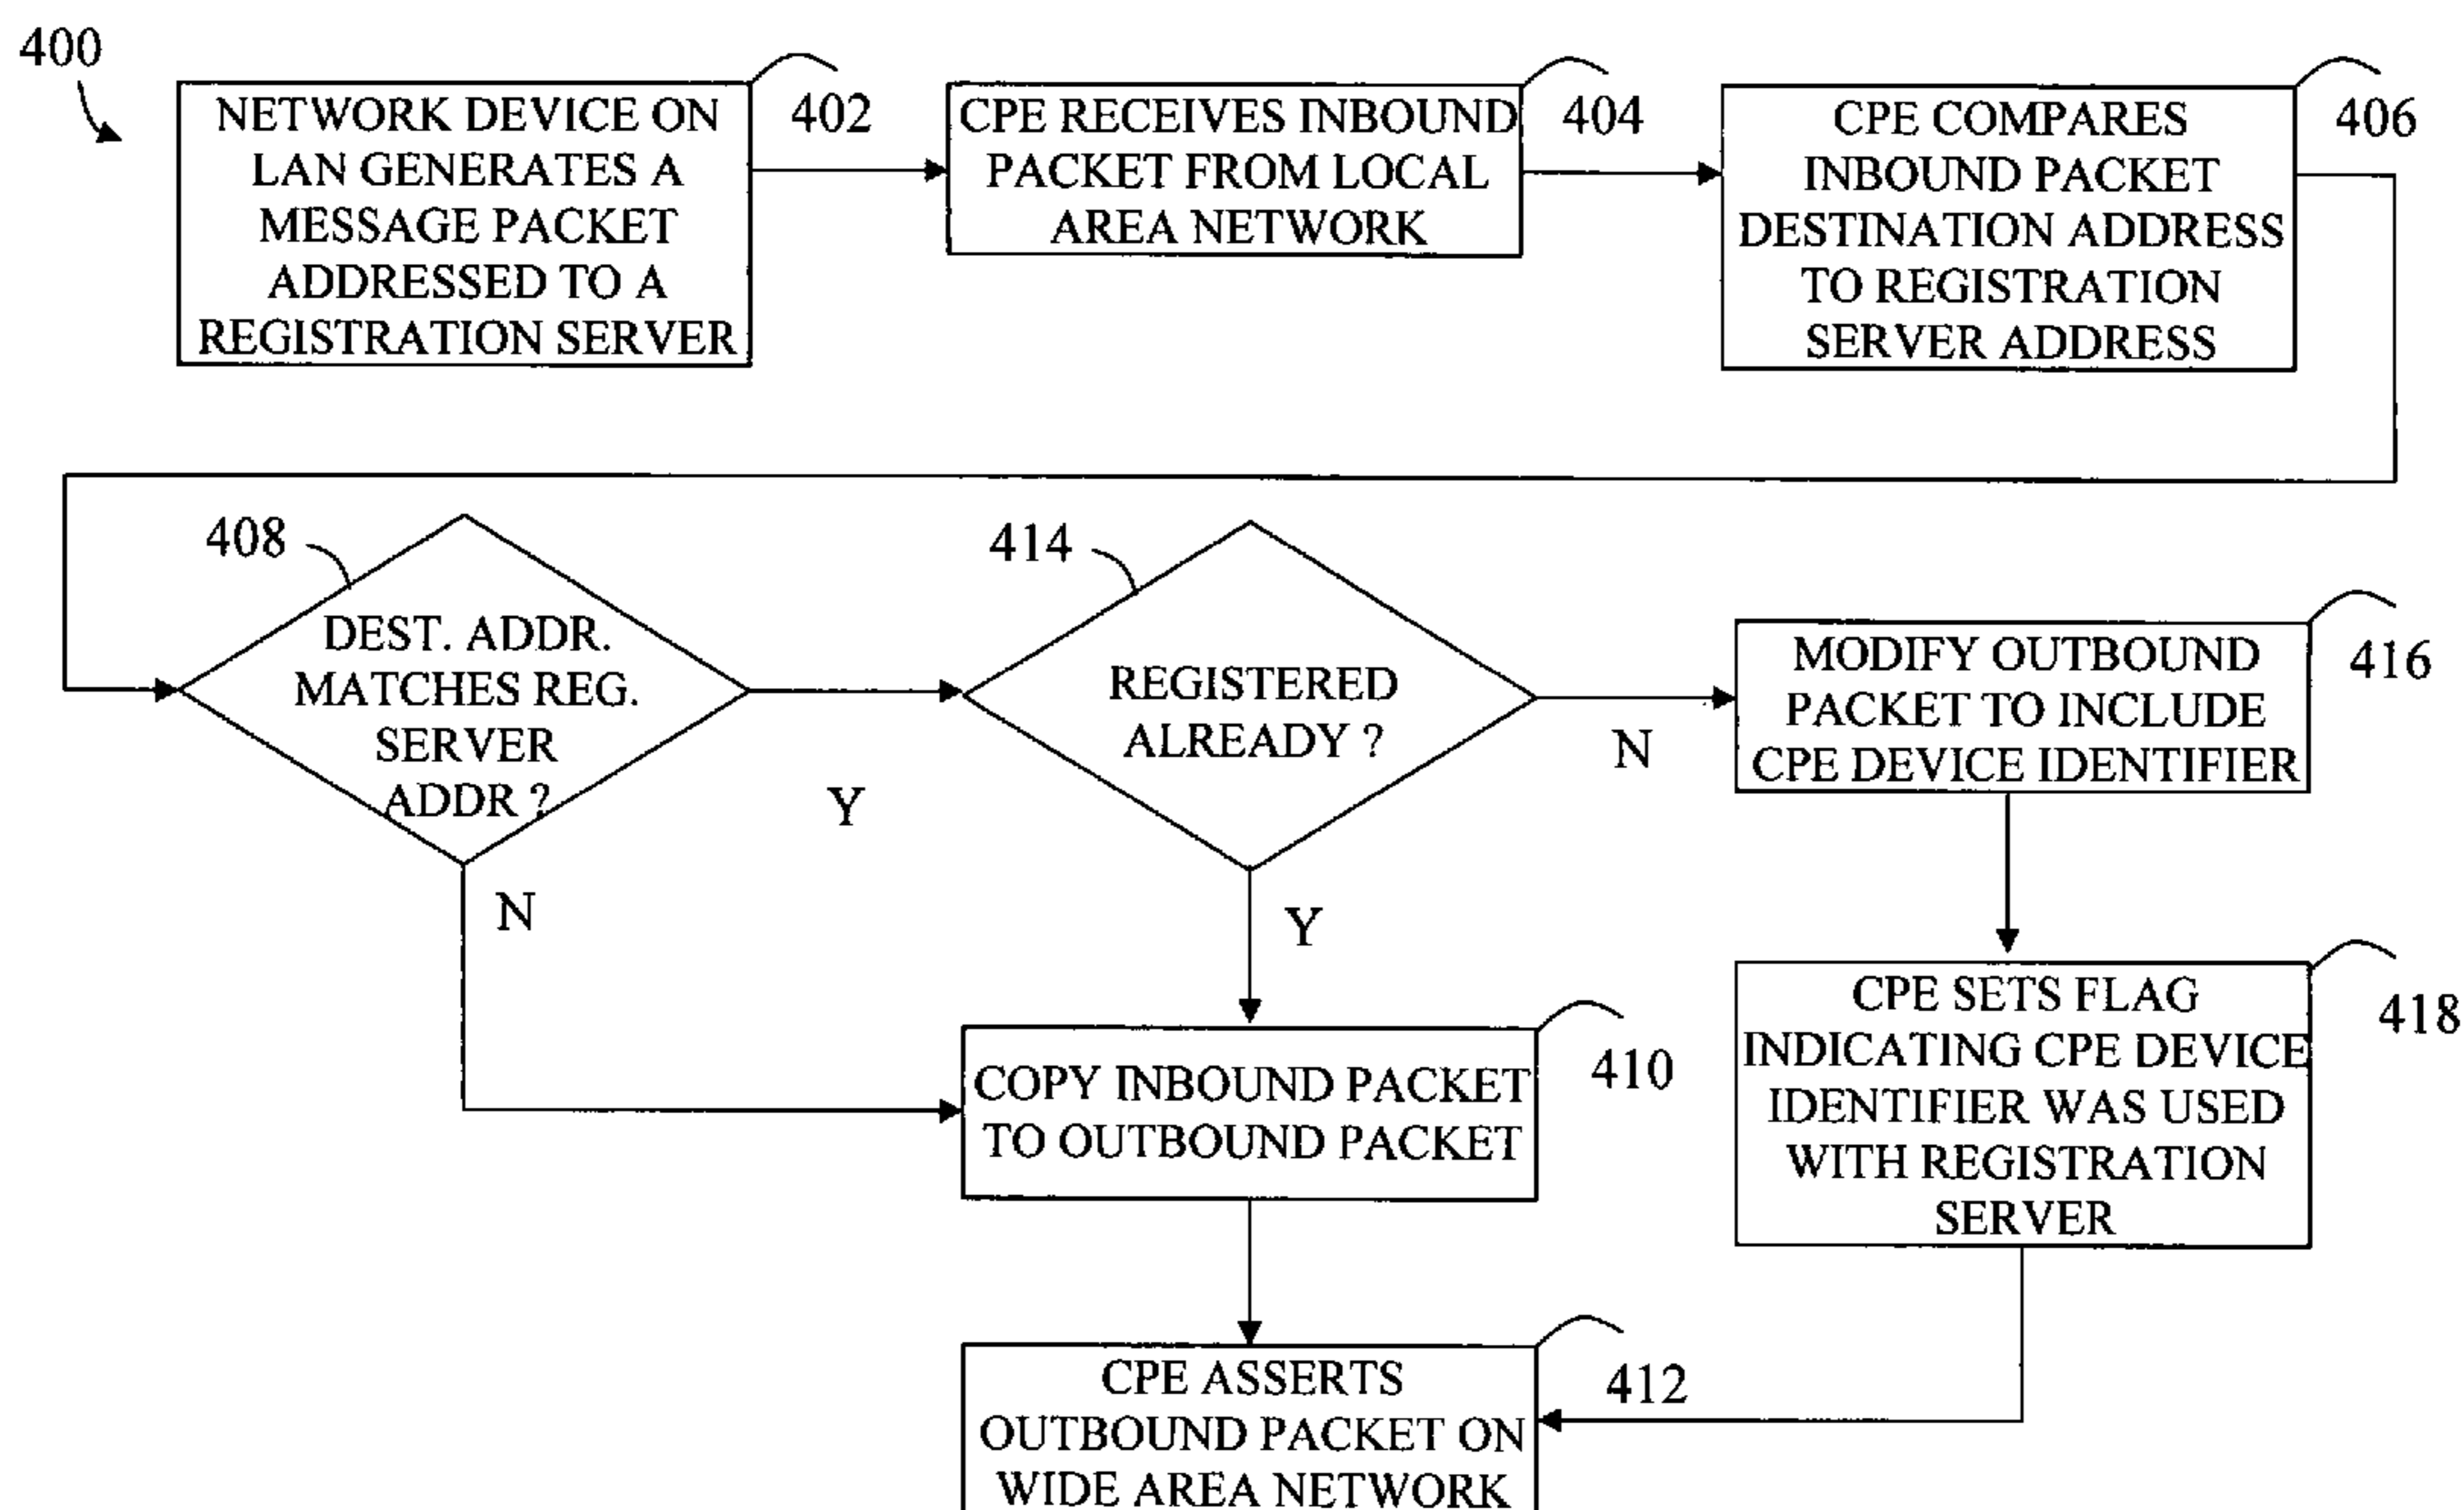 400
NETWORK DEVICE ON
LAN GENERATES A
MESSAGE PACKET
ADDRESSED TO A
REGISTRATION SERVER
402
CPE RECEIVES INBOUND
PACKET FROM LOCAL
AREA NETWORK
404
CPE COMPARES
INBOUND PACKET
DESTINATION ADDRESS
TO REGISTRATION
SERVER ADDRESS
406
408
DEST. ADDR.
MATCHES REG.
SERVER
ADDR ?
Y
N
414
REGISTERED
ALREADY ?
N
Y
MODIFY OUTBOUND
PACKET TO INCLUDE
CPE DEVICE IDENTIFIER
416
COPY INBOUND PACKET
TO OUTBOUND PACKET
410
CPE SETS FLAG
INDICATING CPE DEVICE
IDENTIFIER WAS USED
WITH REGISTRATION
SERVER
418
CPE ASSERTS
OUTBOUND PACKET ON
WIDE AREA NETWORK
412